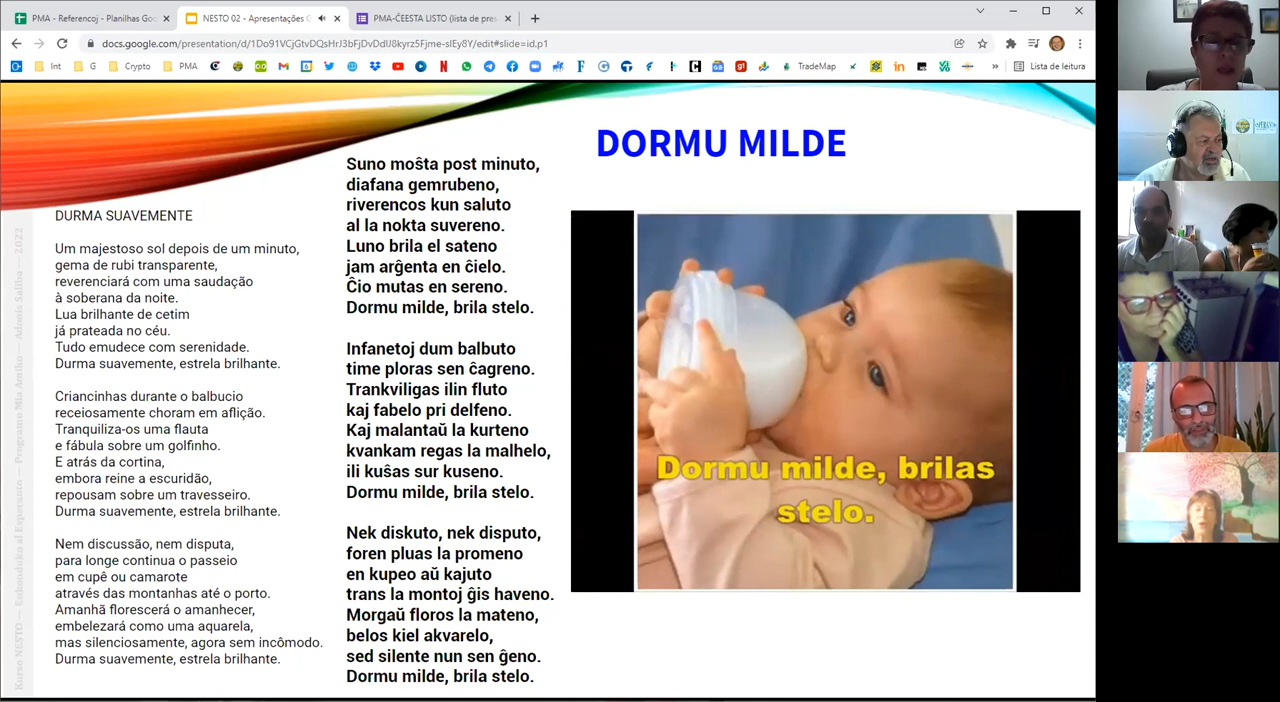 PMA - Referencoj - Planilhas Goo
NESTO 02 - Apresentações G
PMA-ĈEESTA LISTO (lista de pres
docs.google.com/presentation/d/1Do91VCjGtvDQsHrJ3bFjDvDdIJ8kyrz5Fjme-slEy8Y/edit#slide=id.p1
Int
G
Crypto
PMA
TradeMap
Lista de leitura
DORMU MILDE
DURMA SUAVEMENTE
Um majestoso sol depois de um minuto,
gema de rubi transparente,
reverenciará com uma saudação
à soberana da noite.
Lua brilhante de cetim
já prateada no céu.
Tudo emudece com serenidade.
Durma suavemente, estrela brilhante.
Criancinhas durante o balbucio
receiosamente choram em aflição.
Tranquiliza-os uma flauta
e fábula sobre um golfinho.
E atrás da cortina,
embora reine a escuridão,
repousam sobre um travesseiro.
Durma suavemente, estrela brilhante.
Nem discussão, nem disputa,
para longe continua o passeio
em cupê ou camarote
através das montanhas até o porto.
Amanhã florescerá o amanhecer,
embelezará como uma aquarela,
mas silenciosamente, agora sem incômodo.
Durma suavemente, estrela brilhante.
Suno moŝta post minuto,
diafana gemrubeno,
riverencos kun saluto
al la nokta suvereno.
Luno brila el sateno
jam arĝenta en ĉielo.
Ĉio mutas en sereno.
Dormu milde, brila stelo.
Infanetoj dum balbuto
time ploras sen ĉagreno.
Trankviligas ilin fluto
kaj fabelo pri delfeno.
Kaj malantaŭ la kurteno
kvankam regas la malhelo,
ili kuŝas sur kuseno.
Dormu milde, brila stelo.
Nek diskuto, nek disputo,
foren pluas la promeno
en kupeo aŭ kajuto
trans la montoj ĝis haveno.
Morgaŭ floros la mateno,
belos kiel akvarelo,
sed silente nun sen ĝeno.
Dormu milde, brila stelo.
Dormu milde, brilas
stelo.